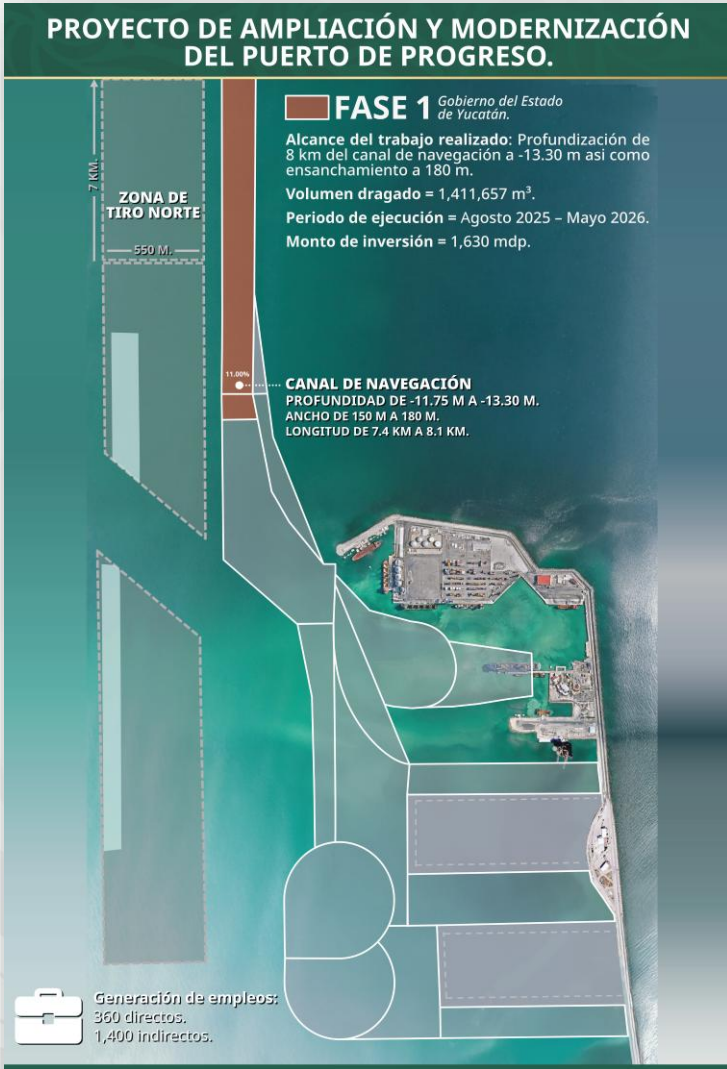 PROYECTO DE AMPLIACIÓN Y MODERNIZACIÓN
DEL PUERTO DE PROGRESO.
FASE 1 Gobierno del Estado
de Yucatán.
Alcance del trabajo realizado: Profundización de
8 km del canal de navegación a -13.30 m asi como
ensanchamiento a 180 m.
Volumen dragado = 1,411,657 m³.
Periodo de ejecución = Agosto 2025 – Mayo 2026.
Monto de inversión = 1,630 mdp.
7 KM.
ZONA DE
TIRO NORTE
550 M.
11.00%
CANAL DE NAVEGACIÓN
PROFUNDIDAD DE -11.75 M A -13.30 M.
ANCHO DE 150 M A 180 M.
LONGITUD DE 7.4 KM A 8.1 KM.
Generación de empleos:
360 directos.
1,400 indirectos.